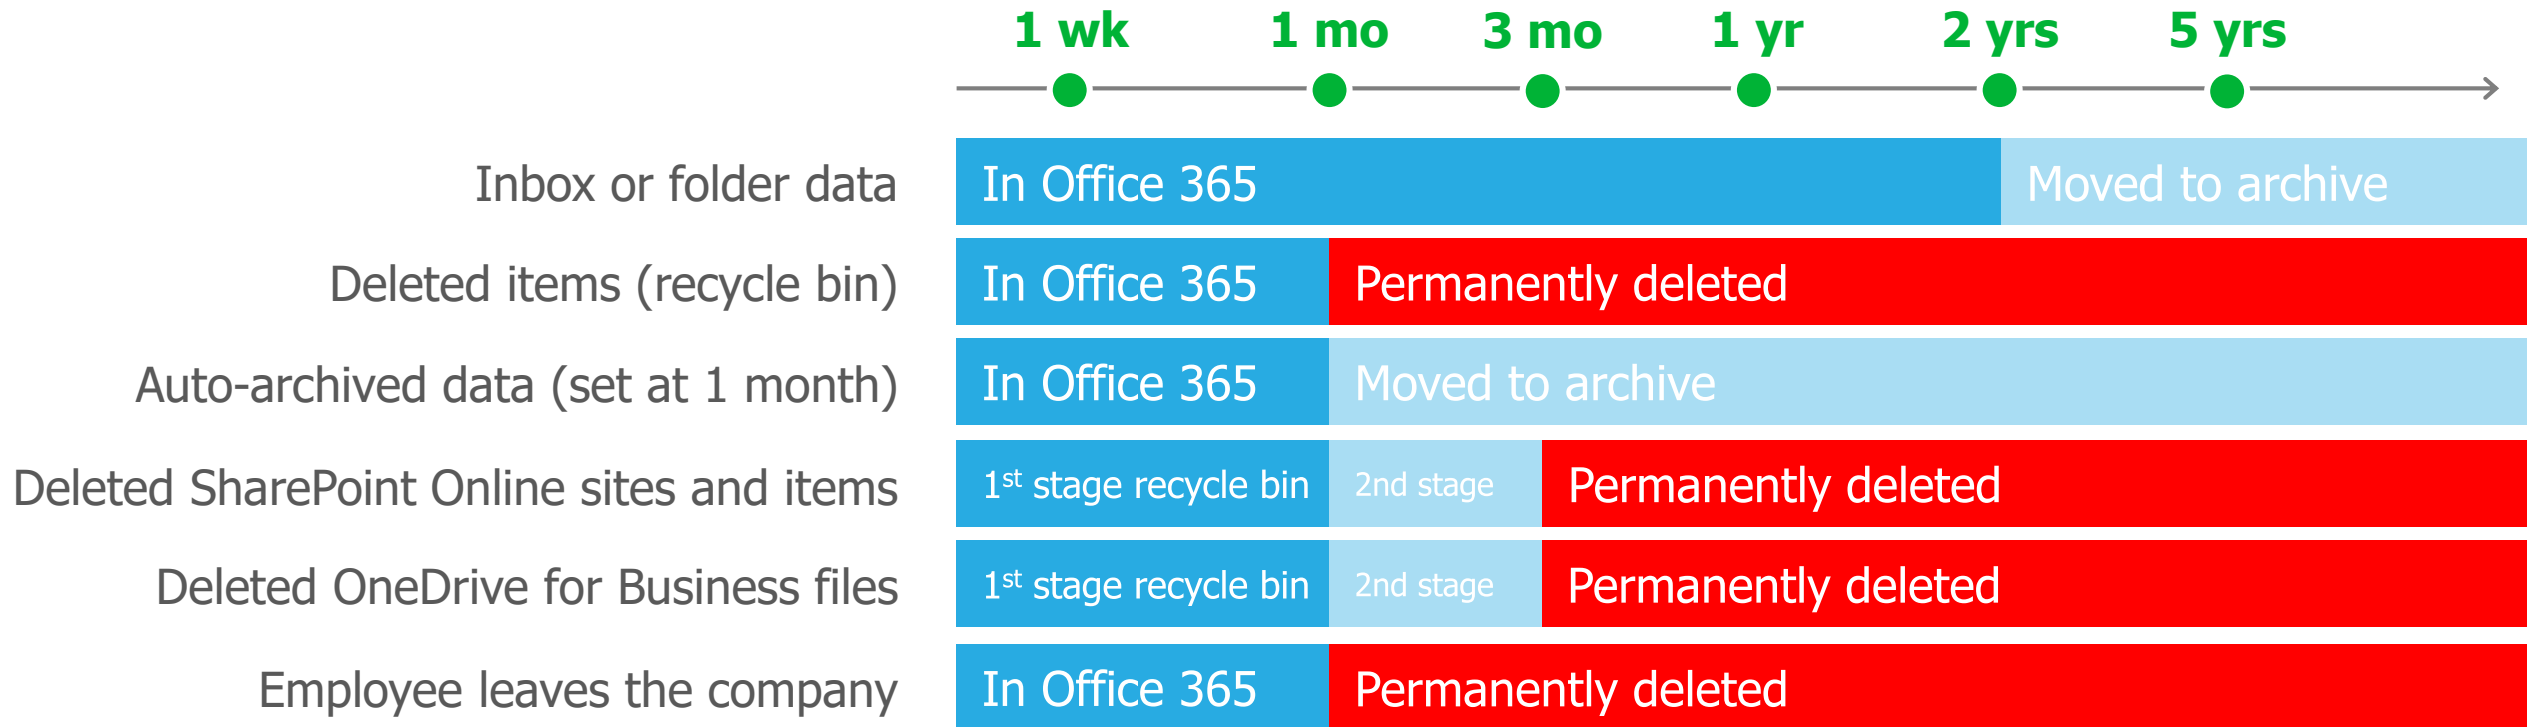 1 wk 1 mo 3 mo 1 yr 2 yrs 5 yrs
Inbox or folder data In Office 365 Moved to archive
Deleted items (recycle bin) In Office 365 Permanently deleted
Auto-archived data (set at 1 month) In Office 365 Moved to archive
Deleted SharePoint Online sites and items 1st stage recycle bin 2nd stage Permanently deleted
Deleted OneDrive for Business files 1st stage recycle bin 2nd stage Permanently deleted
Employee leaves the company In Office 365 Permanently deleted